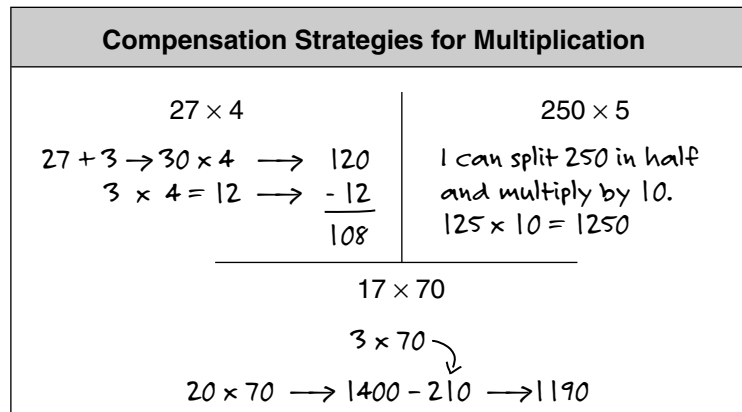 Compensation Strategies for Multiplication
27 × 4
27 + 3 → 30 × 4 → 120
3 × 4 = 12 → - 12
108
250 × 5
I can split 250 in half
and multiply by 10.
125 × 10 = 1250
17 × 70
3 × 70
20 × 70 → 1400 - 210 → 1190